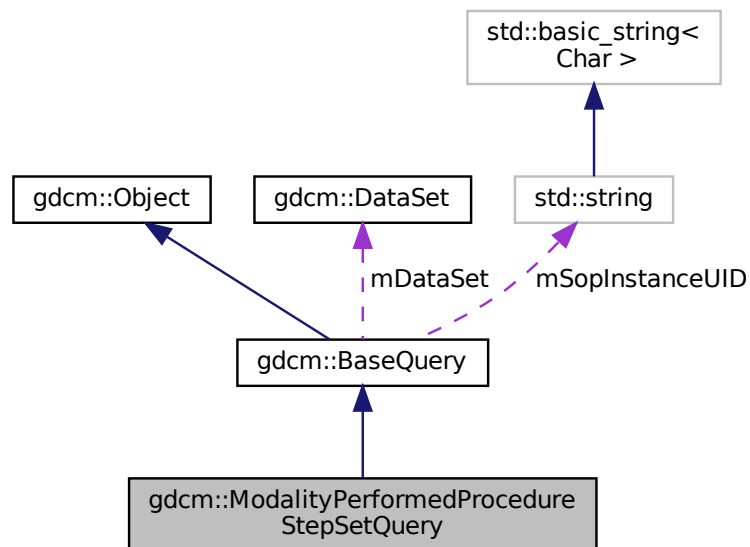 std::basic_string<
Char >
gdcm::Object
gdcm::DataSet
std::string
mDataSet
mSopInstanceUID
gdcm::BaseQuery
gdcm::ModalityPerformedProcedure
StepSetQuery